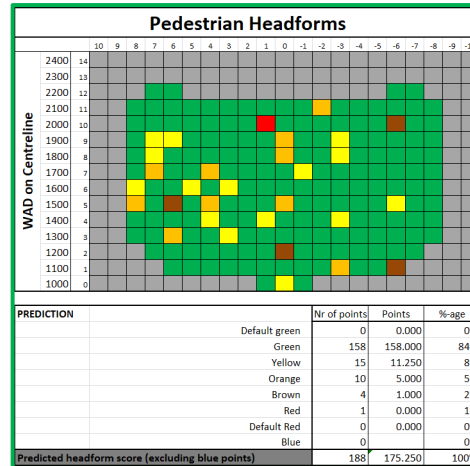 Pedestrian Headforms
10 9 8 7 6 5 4 3 2 1 0 -1 -2 -3 -4 -5 -6 -7 -8 -9 -1
WAD on Centreline
2400 14
2300 13
2200 12
2100 11
2000 10
1900 9
1800 8
1700 7
1600 6
1500 5
1400 4
1300 3
1200 2
1100 1
1000 0
PREDICTION Nr of points Points %-age
Default green 0 0.000 0
Green 158 158.000 84
Yellow 15 11.250 8
Orange 10 5.000 5
Brown 4 1.000 2
Red 1 0.000 1
Default Red 0 0.000 0
Blue 0 0
Predicted headform score (excluding blue points) 188 175.250 100%